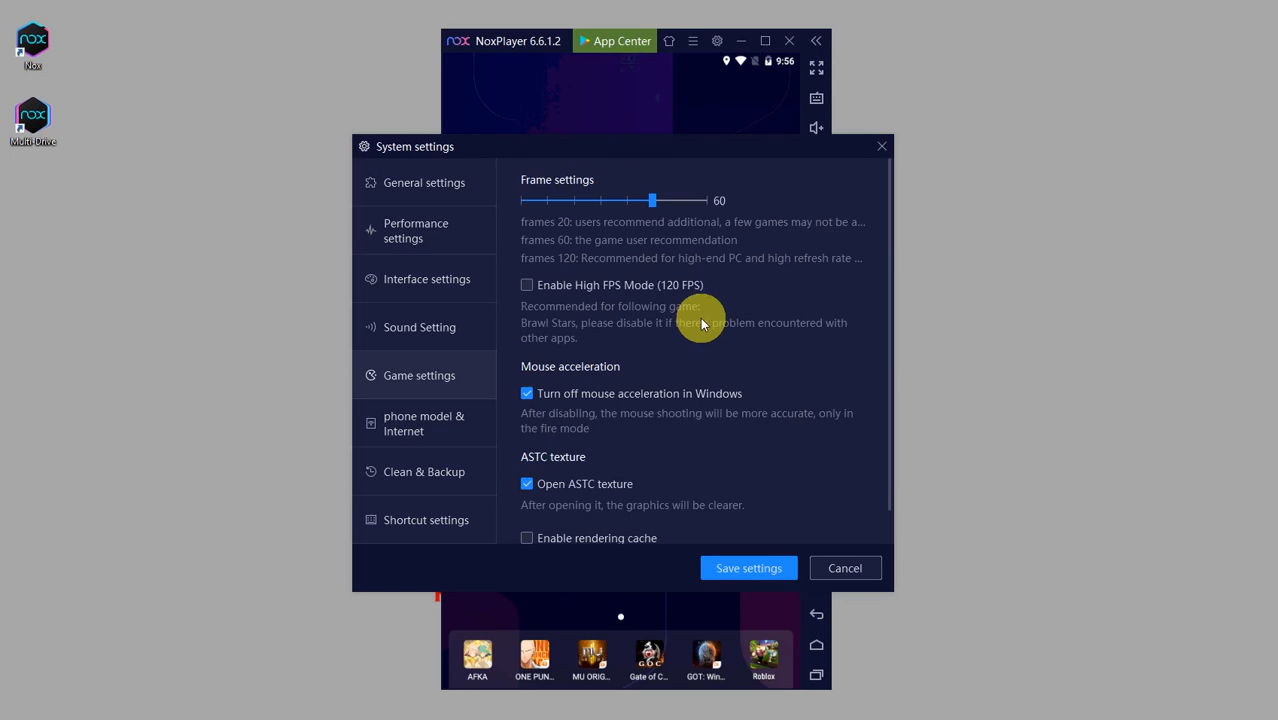 Nox
Multi-Drive
nox NoxPlayer 6.6.1.2 App Center
9:56
System settings
General settings
Performance
settings
Interface settings
Sound Setting
Game settings
phone model &
Internet
Clean & Backup
Shortcut settings
Frame settings
60
frames 20: users recommend additional, a few games may not be a...
frames 60: the game user recommendation
frames 120: Recommended for high-end PC and high refresh rate ...
Enable High FPS Mode (120 FPS)
Recommended for following game:
Brawl Stars, please disable it if there problem encountered with
other apps.
Mouse acceleration
Turn off mouse acceleration in Windows
After disabling, the mouse shooting will be more accurate, only in
the fire mode
ASTC texture
Open ASTC texture
After opening it, the graphics will be clearer.
Enable rendering cache
Save settings
Cancel
AFKA
ONE PUN...
MU ORIG...
Gate of C...
GOT: Win...
Roblox